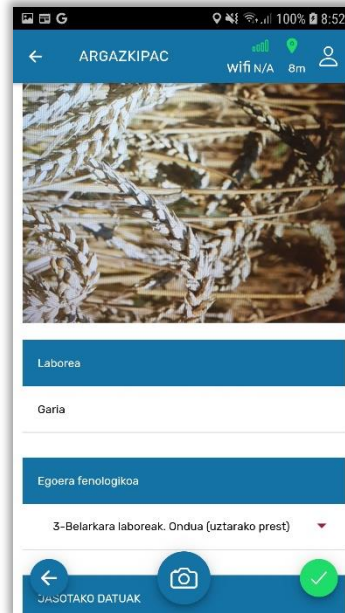 G 100% 8:52
ARGAZKIPAC
wifi N/A 8m
Laborea
Garia
Egoera fenologikoa
3-Belarkara laboreak. Ondua (uztarako prest)
JASOTAKO DATUAK